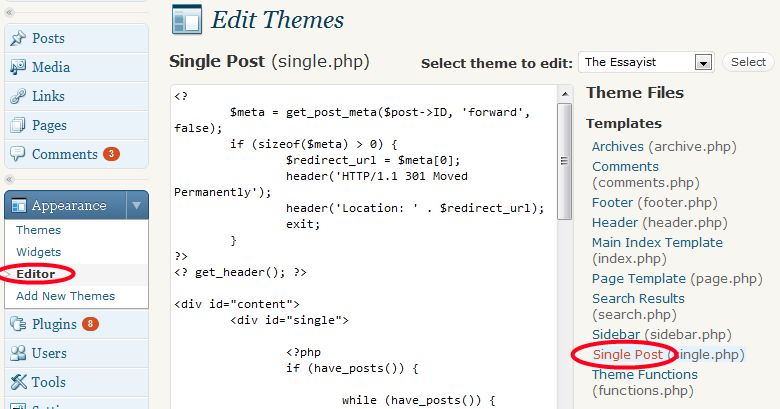 Edit Themes
Posts
Media
Links
Pages
Comments 3
Appearance
Themes
Widgets
Editor
Add New Themes
Plugins 8
Users
Tools
Single Post (single.php)
Select theme to edit: The Essayist Select
<?
$meta = get_post_meta($post->ID, 'forward',
false);
if (sizeof($meta) > 0) {
$redirect_url = $meta[0];
header('HTTP/1.1 301 Moved
Permanently');
header('Location: ' . $redirect_url);
exit;
}
?>
<? get_header(); ?>
<div id="content">
<div id="single">
<?php
if (have_posts()) {
while (have_posts()) {
Theme Files
Templates
Archives (archive.php)
Comments
(comments.php)
Footer (footer.php)
Header (header.php)
Main Index Template
(index.php)
Page Template (page.php)
Search Results
(search.php)
Sidebar (sidebar.php)
Single Post (single.php)
Theme Functions
(functions.php)